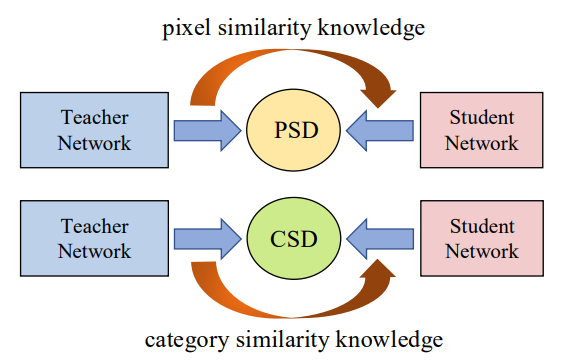 pixel similarity knowledge
Teacher
Network
PSD
Student
Network
Teacher
Network
CSD
Student
Network
category similarity knowledge